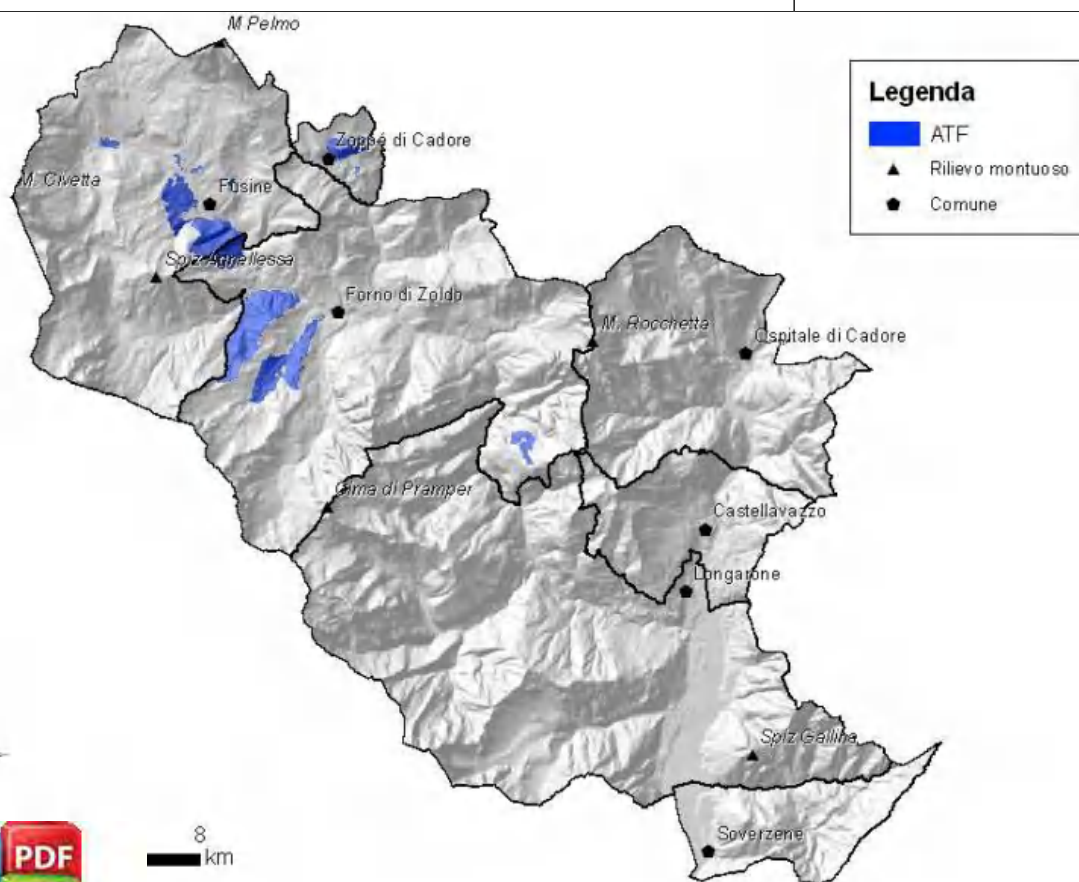 M Pelmo
Legenda
ATF
Rilievo montuoso
Comune
Zoppé di Cadore
M. Civetta
Fusine
Spiz Agnellessa
Forno di Zoldo
M. Rocchetta
Ospitale di Cadore
Cima di Pramper
Castellavazzo
Longarone
Spiz Gallina
Soverzene
8
km
PDF